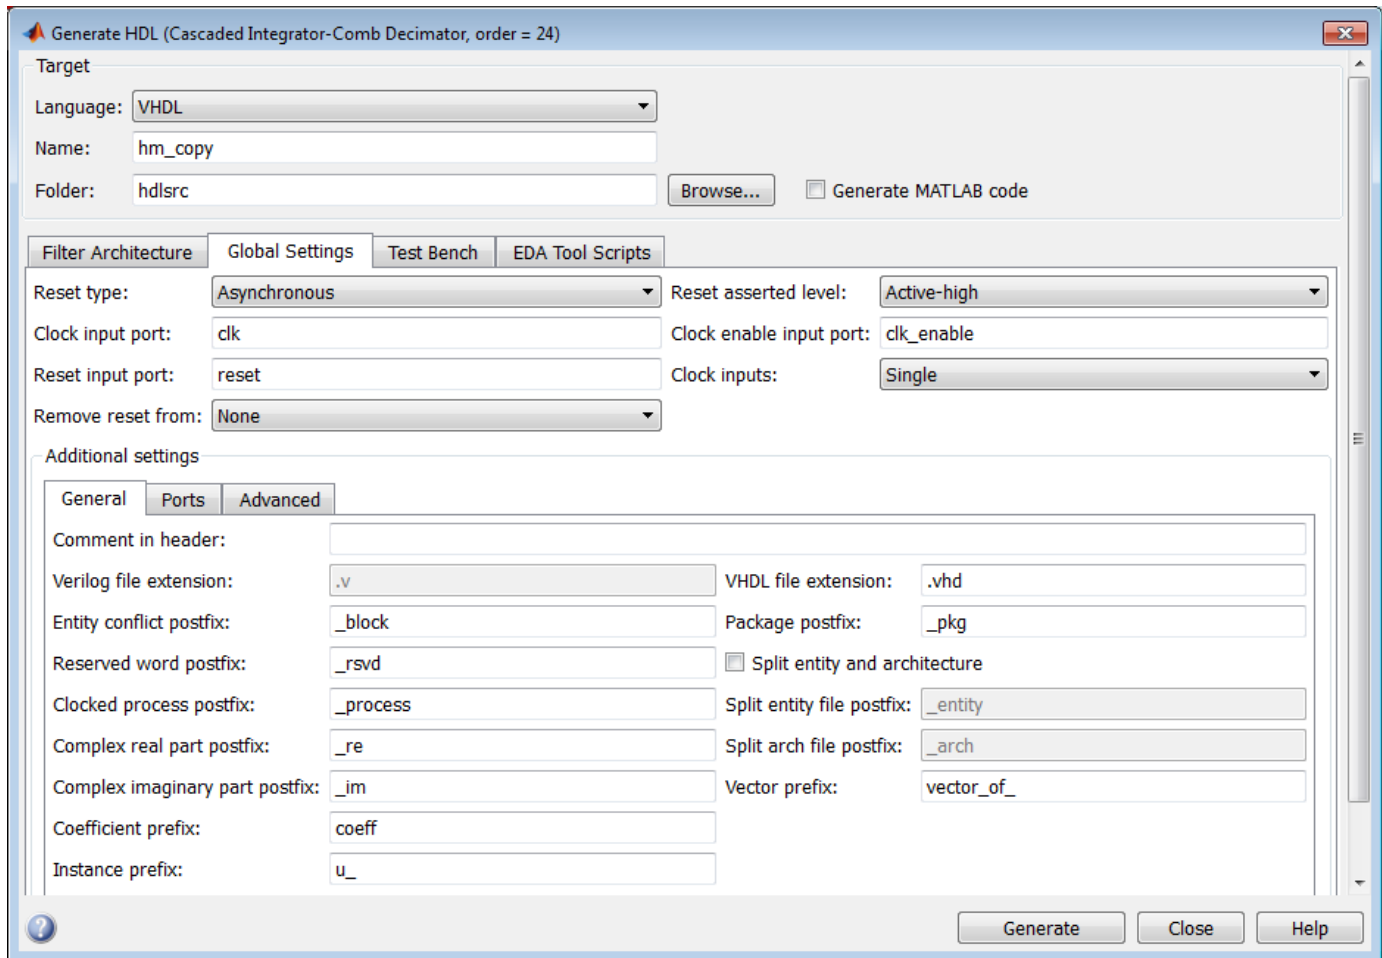 Generate HDL (Cascaded Integrator-Comb Decimator, order = 24)
Target
Language: VHDL
Name: hm_copy
Folder: hdlsrc Browse... Generate MATLAB code
Filter Architecture Global Settings Test Bench EDA Tool Scripts
Reset type: Asynchronous Reset asserted level: Active-high
Clock input port: clk Clock enable input port: clk_enable
Reset input port: reset Clock inputs: Single
Remove reset from: None
Additional settings
General Ports Advanced
Comment in header:
Verilog file extension: .v VHDL file extension: .vhd
Entity conflict postfix: _block Package postfix: _pkg
Reserved word postfix: _rsvd Split entity and architecture
Clocked process postfix: _process Split entity file postfix: _entity
Complex real part postfix: _re Split arch file postfix: _arch
Complex imaginary part postfix: _im Vector prefix: vector_of_
Coefficient prefix: coeff
Instance prefix: u_
? Generate Close Help